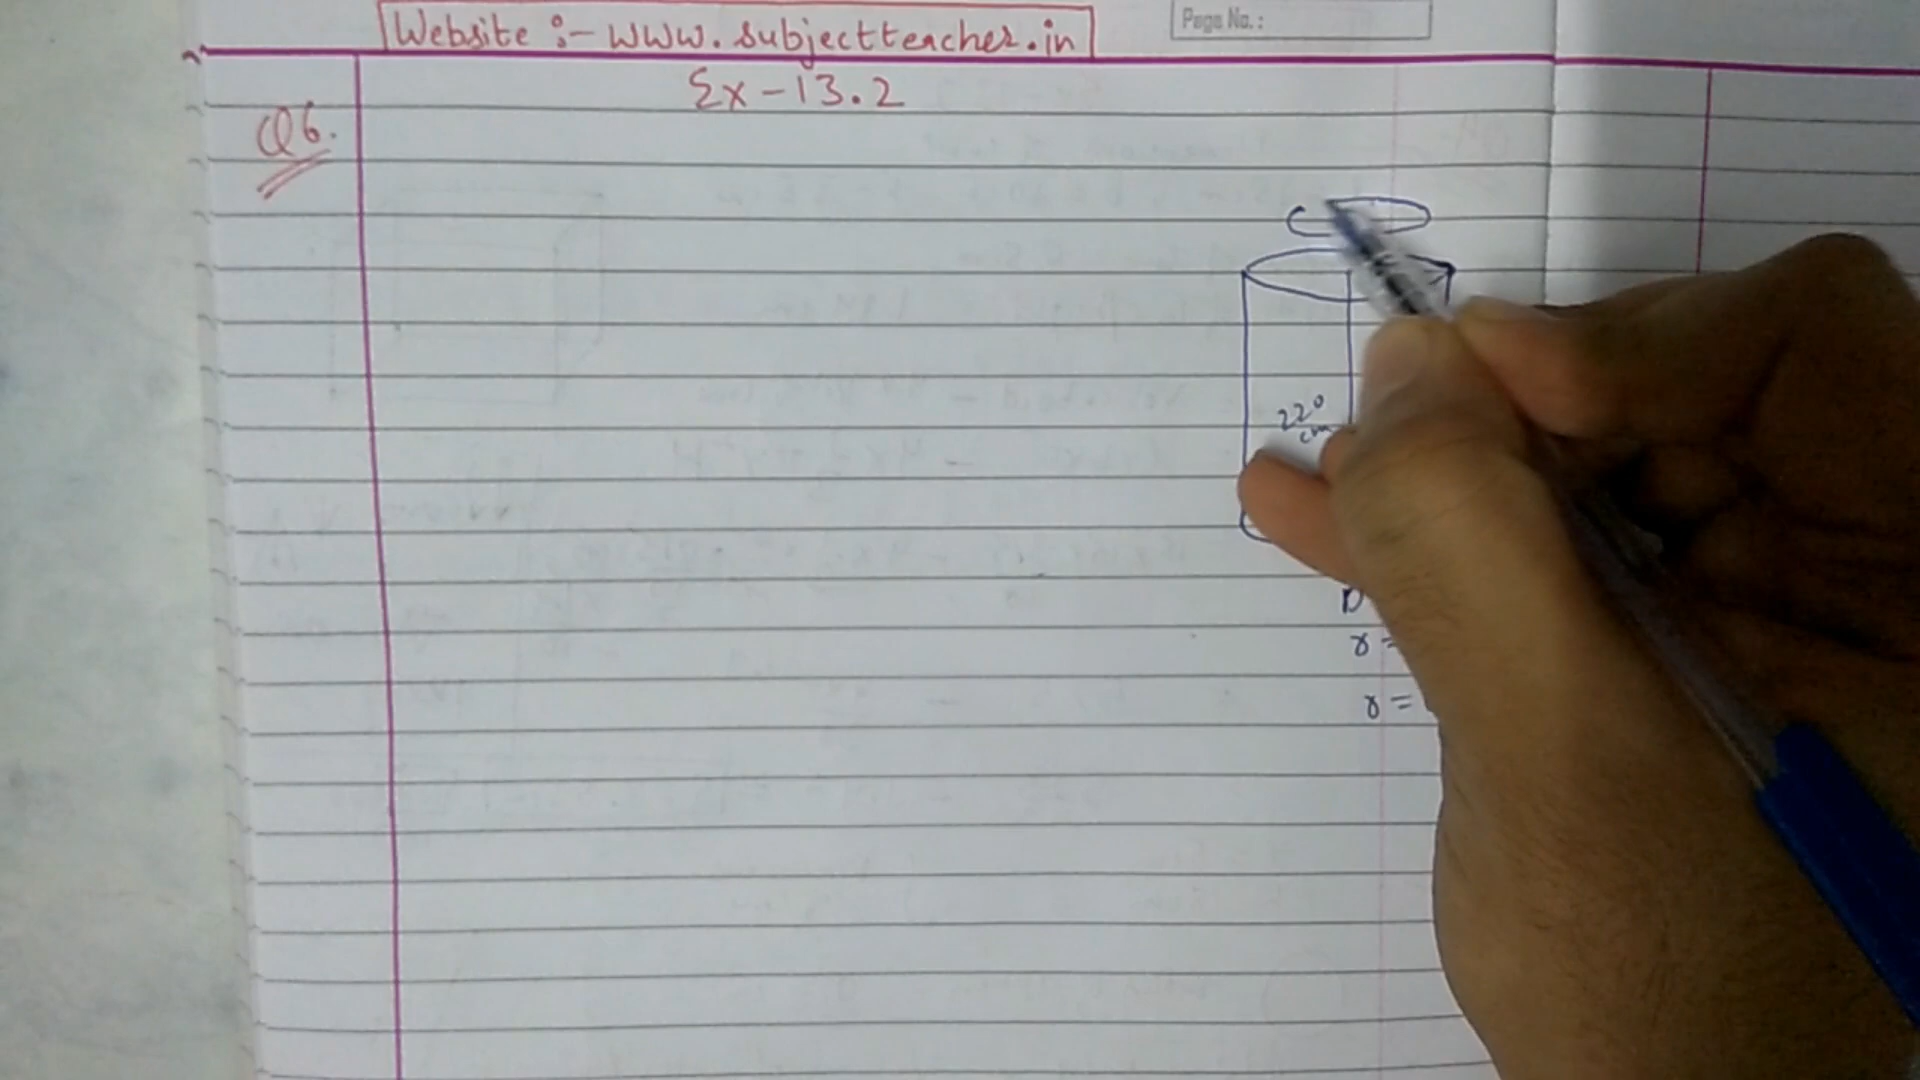 Website :- www.subjectteacher.in
Page No. :
Ex - 13.2
Q6.
220
cm
D
r =
r =